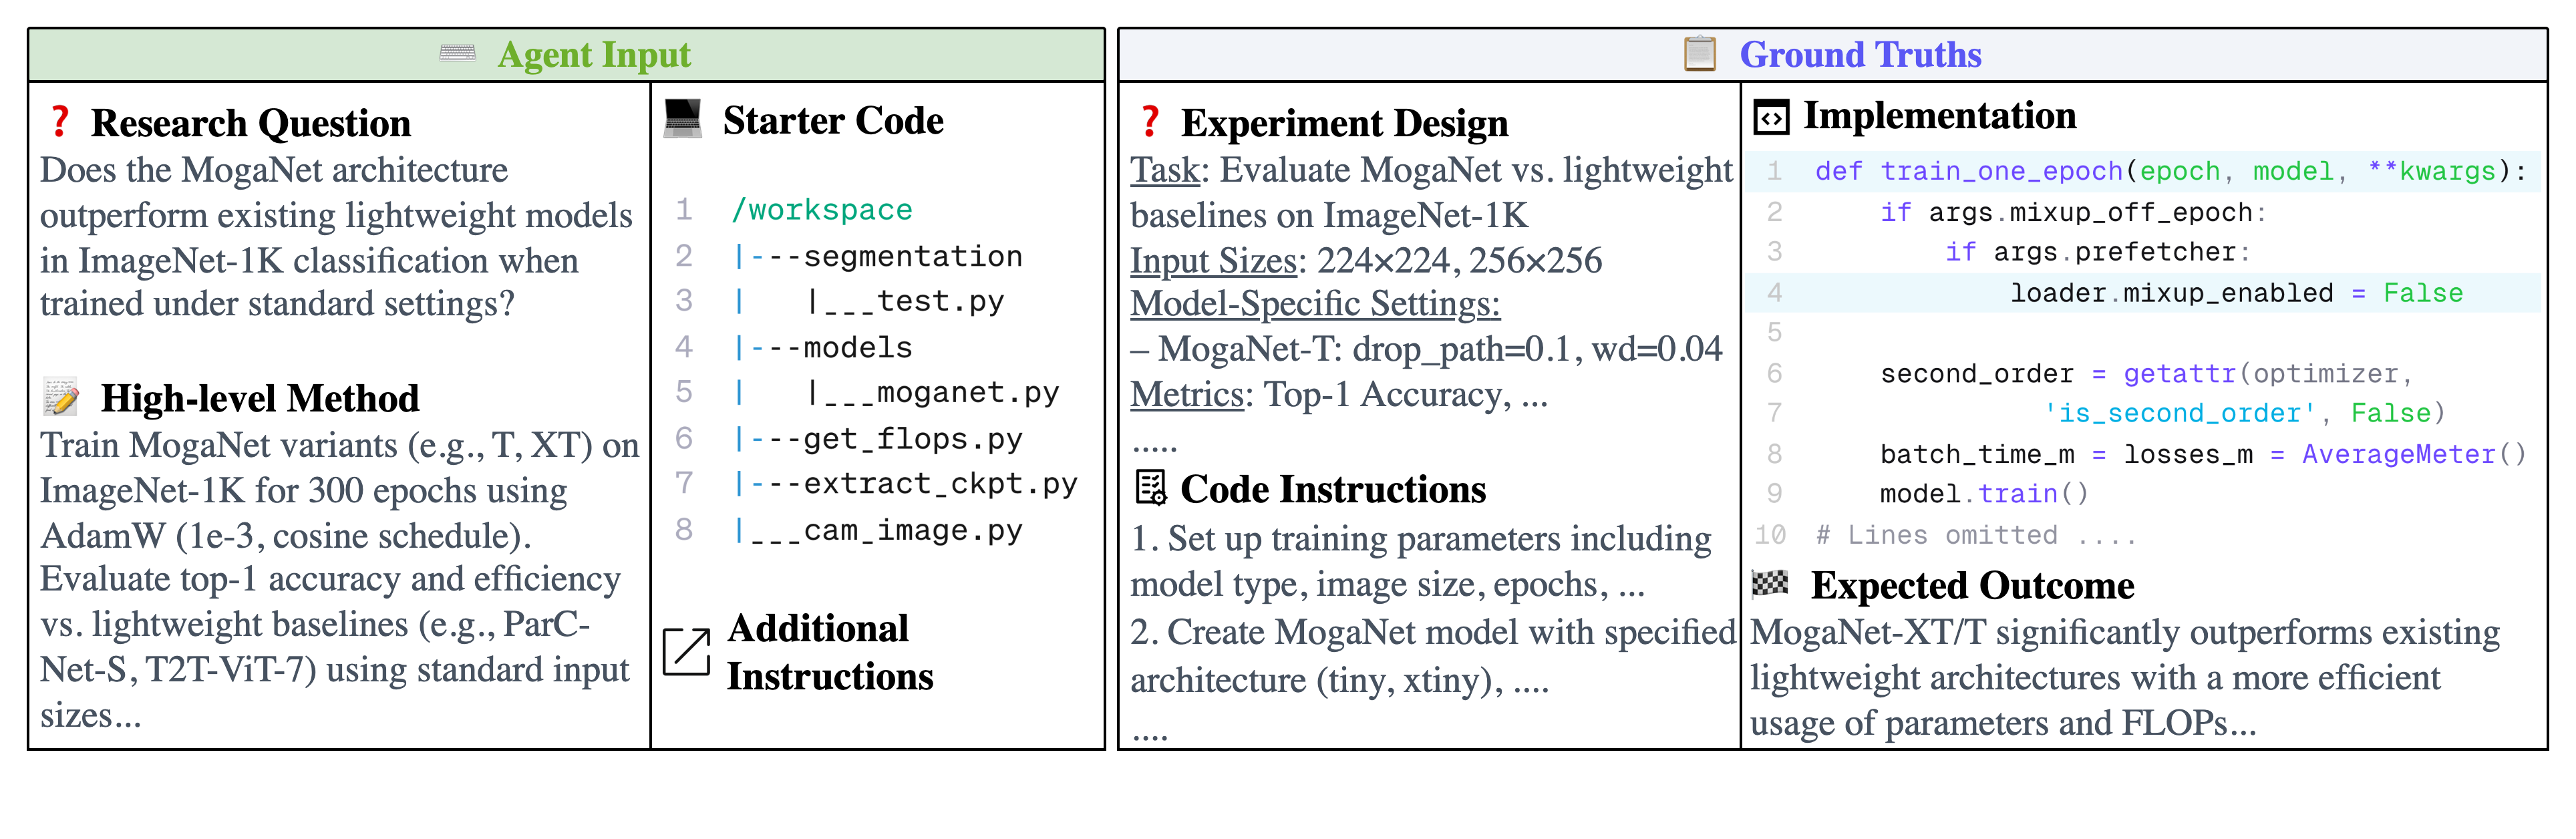 Agent Input
Research Question
Does the MogaNet architecture
outperform existing lightweight models
in ImageNet-1K classification when
trained under standard settings?
High-level Method
Train MogaNet variants (e.g., T, XT) on
ImageNet-1K for 300 epochs using
AdamW (1e-3, cosine schedule).
Evaluate top-1 accuracy and efficiency
vs. lightweight baselines (e.g., ParC-
Net-S, T2T-ViT-7) using standard input
sizes...
Starter Code
1 /workspace
2 |---segmentation
3 |   |___test.py
4 |---models
5 |   |___moganet.py
6 |---get_flops.py
7 |---extract_ckpt.py
8 |___cam_image.py
Additional
Instructions
Ground Truths
Experiment Design
Task: Evaluate MogaNet vs. lightweight
baselines on ImageNet-1K
Input Sizes: 224×224, 256×256
Model-Specific Settings:
– MogaNet-T: drop_path=0.1, wd=0.04
Metrics: Top-1 Accuracy, ...
.....
Code Instructions
1. Set up training parameters including
model type, image size, epochs, ...
2. Create MogaNet model with specified
architecture (tiny, xtiny), ....
....
Implementation
1 def train_one_epoch(epoch, model, **kwargs):
2     if args.mixup_off_epoch:
3         if args.prefetcher:
4             loader.mixup_enabled = False
5
6     second_order = getattr(optimizer,
7               'is_second_order', False)
8     batch_time_m = losses_m = AverageMeter()
9     model.train()
10 # Lines omitted ....
Expected Outcome
MogaNet-XT/T significantly outperforms existing
lightweight architectures with a more efficient
usage of parameters and FLOPs...